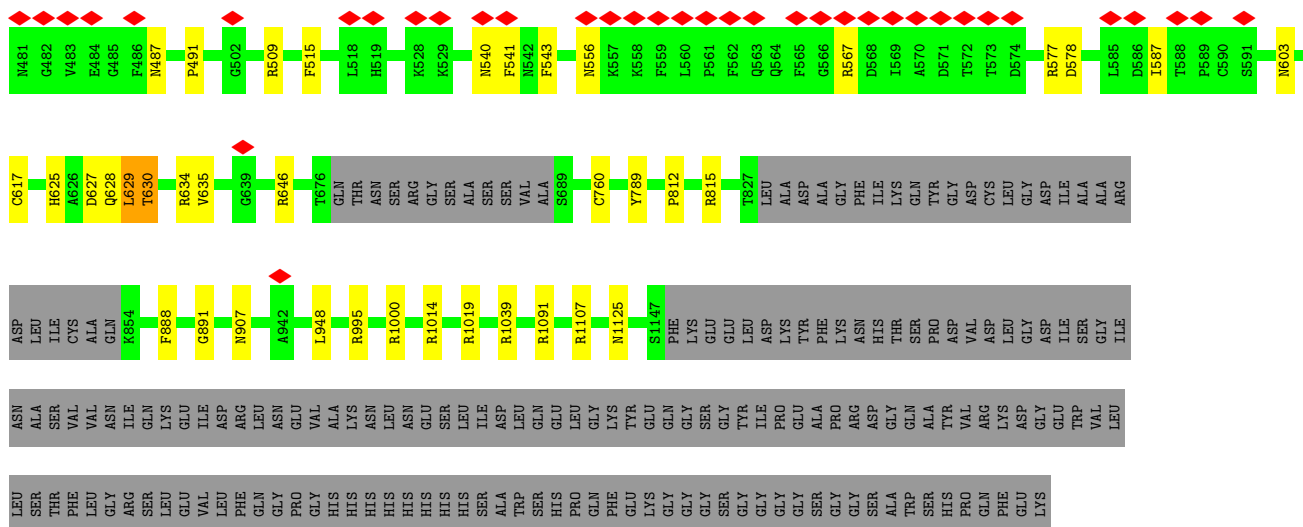 N481 G482 V483 E484 G485 F486 N487 P491 G502 R509 F515 L518 H519 K528 K529 N540 F541 N542 F543 N556 K557 K558 F559 L560 P561 F562 Q563 Q564 F565 G566 R567 D568 I569 A570 D571 T572 T573 D574 R577 D578 L585 D586 I587 T588 P589 C590 S591 N603
C617 H625 A626 D627 Q628 L629 T630 R634 V635 G639 R646 T676 GLN THR ASN SER ARG GLY SER ALA SER SER VAL ALA S689 C760 Y789 P812 R815 T827 LEU ALA ASP ALA GLY PHE ILE LYS GLN TYR GLY ASP CYS LEU GLY ASP ILE ALA ALA ARG
ASP LEU ILE CYS ALA GLN K854 F888 G891 N907 A942 L948 R995 R1000 R1014 R1019 R1039 R1091 R1107 N1125 S1147 PHE LYS GLU GLU LEU ASP LYS TYR PHE LYS ASN HIS THR SER PRO ASP VAL ASP LEU GLY ASP ILE SER GLY ILE
ASN ALA SER VAL VAL ASN ILE GLN LYS GLU ILE ASP ARG LEU ASN GLU VAL ALA LYS ASN LEU ASN GLU SER LEU ILE ASP LEU GLN GLU LEU GLY LYS TYR GLU GLN GLY SER GLY TYR ILE PRO GLU ALA PRO ARG ASP GLY GLN ALA TYR VAL ARG LYS ASP GLY GLU TRP VAL LEU
LEU SER THR PHE LEU GLY ARG SER LEU GLU VAL LEU PHE GLN GLY PRO GLY HIS HIS HIS HIS HIS HIS HIS HIS SER ALA TRP SER HIS PRO GLN PHE GLU LYS GLY GLY GLY SER GLY GLY GLY GLY SER GLY GLY SER ALA TRP SER HIS PRO GLN PHE GLU LYS